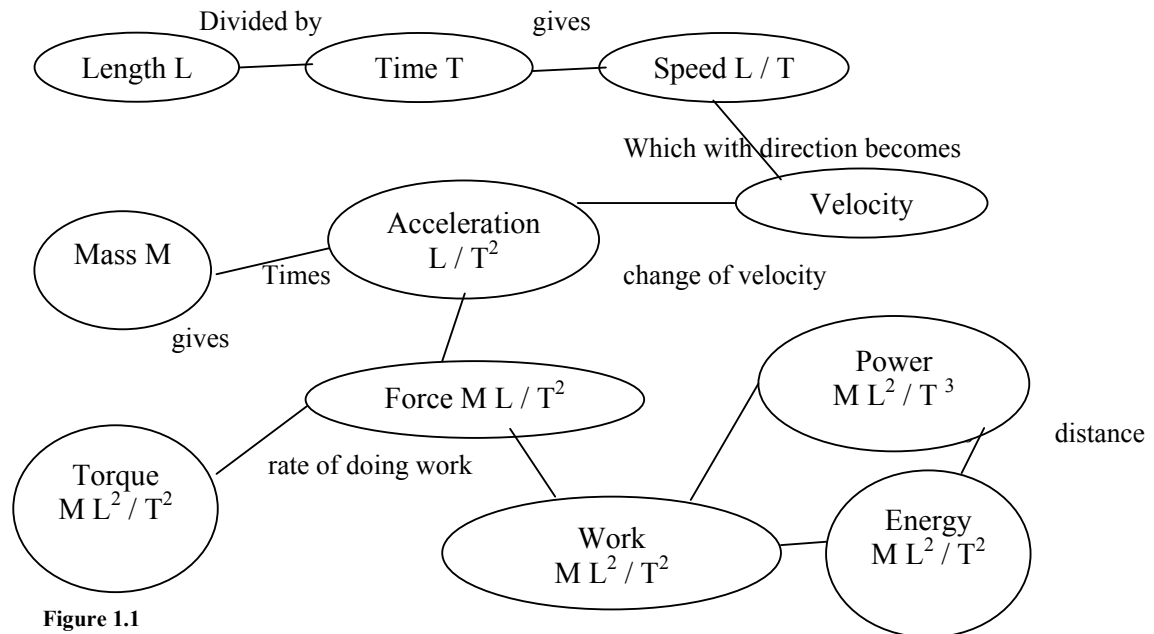 Divided by
gives
Length L
Time T
Speed L / T
Which with direction becomes
Velocity
Acceleration
L / T²
Mass M
Times
change of velocity
gives
Power
M L² / T ³
Force M L / T²
distance
rate of doing work
Torque
M L² / T²
Work
M L² / T²
Energy
M L² / T²
Figure 1.1